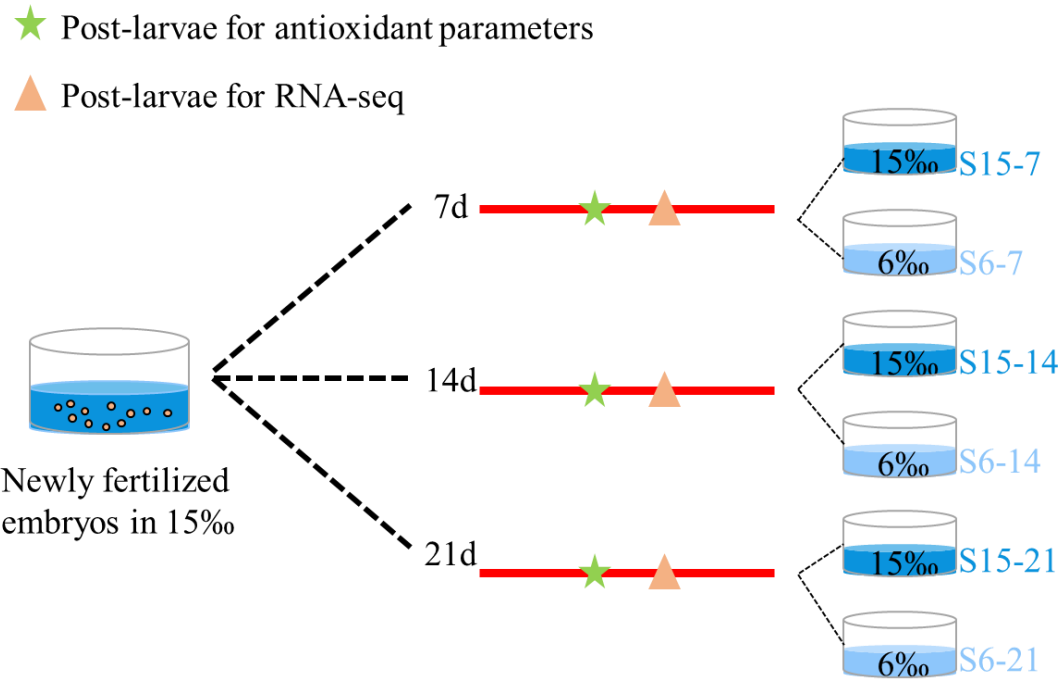 Post-larvae for antioxidant parameters
Post-larvae for RNA-seq
15‰ S15-7
7d
6‰ S6-7
15‰ S15-14
14d
6‰ S6-14
Newly fertilized
embryos in 15‰
15‰ S15-21
21d
6‰ S6-21